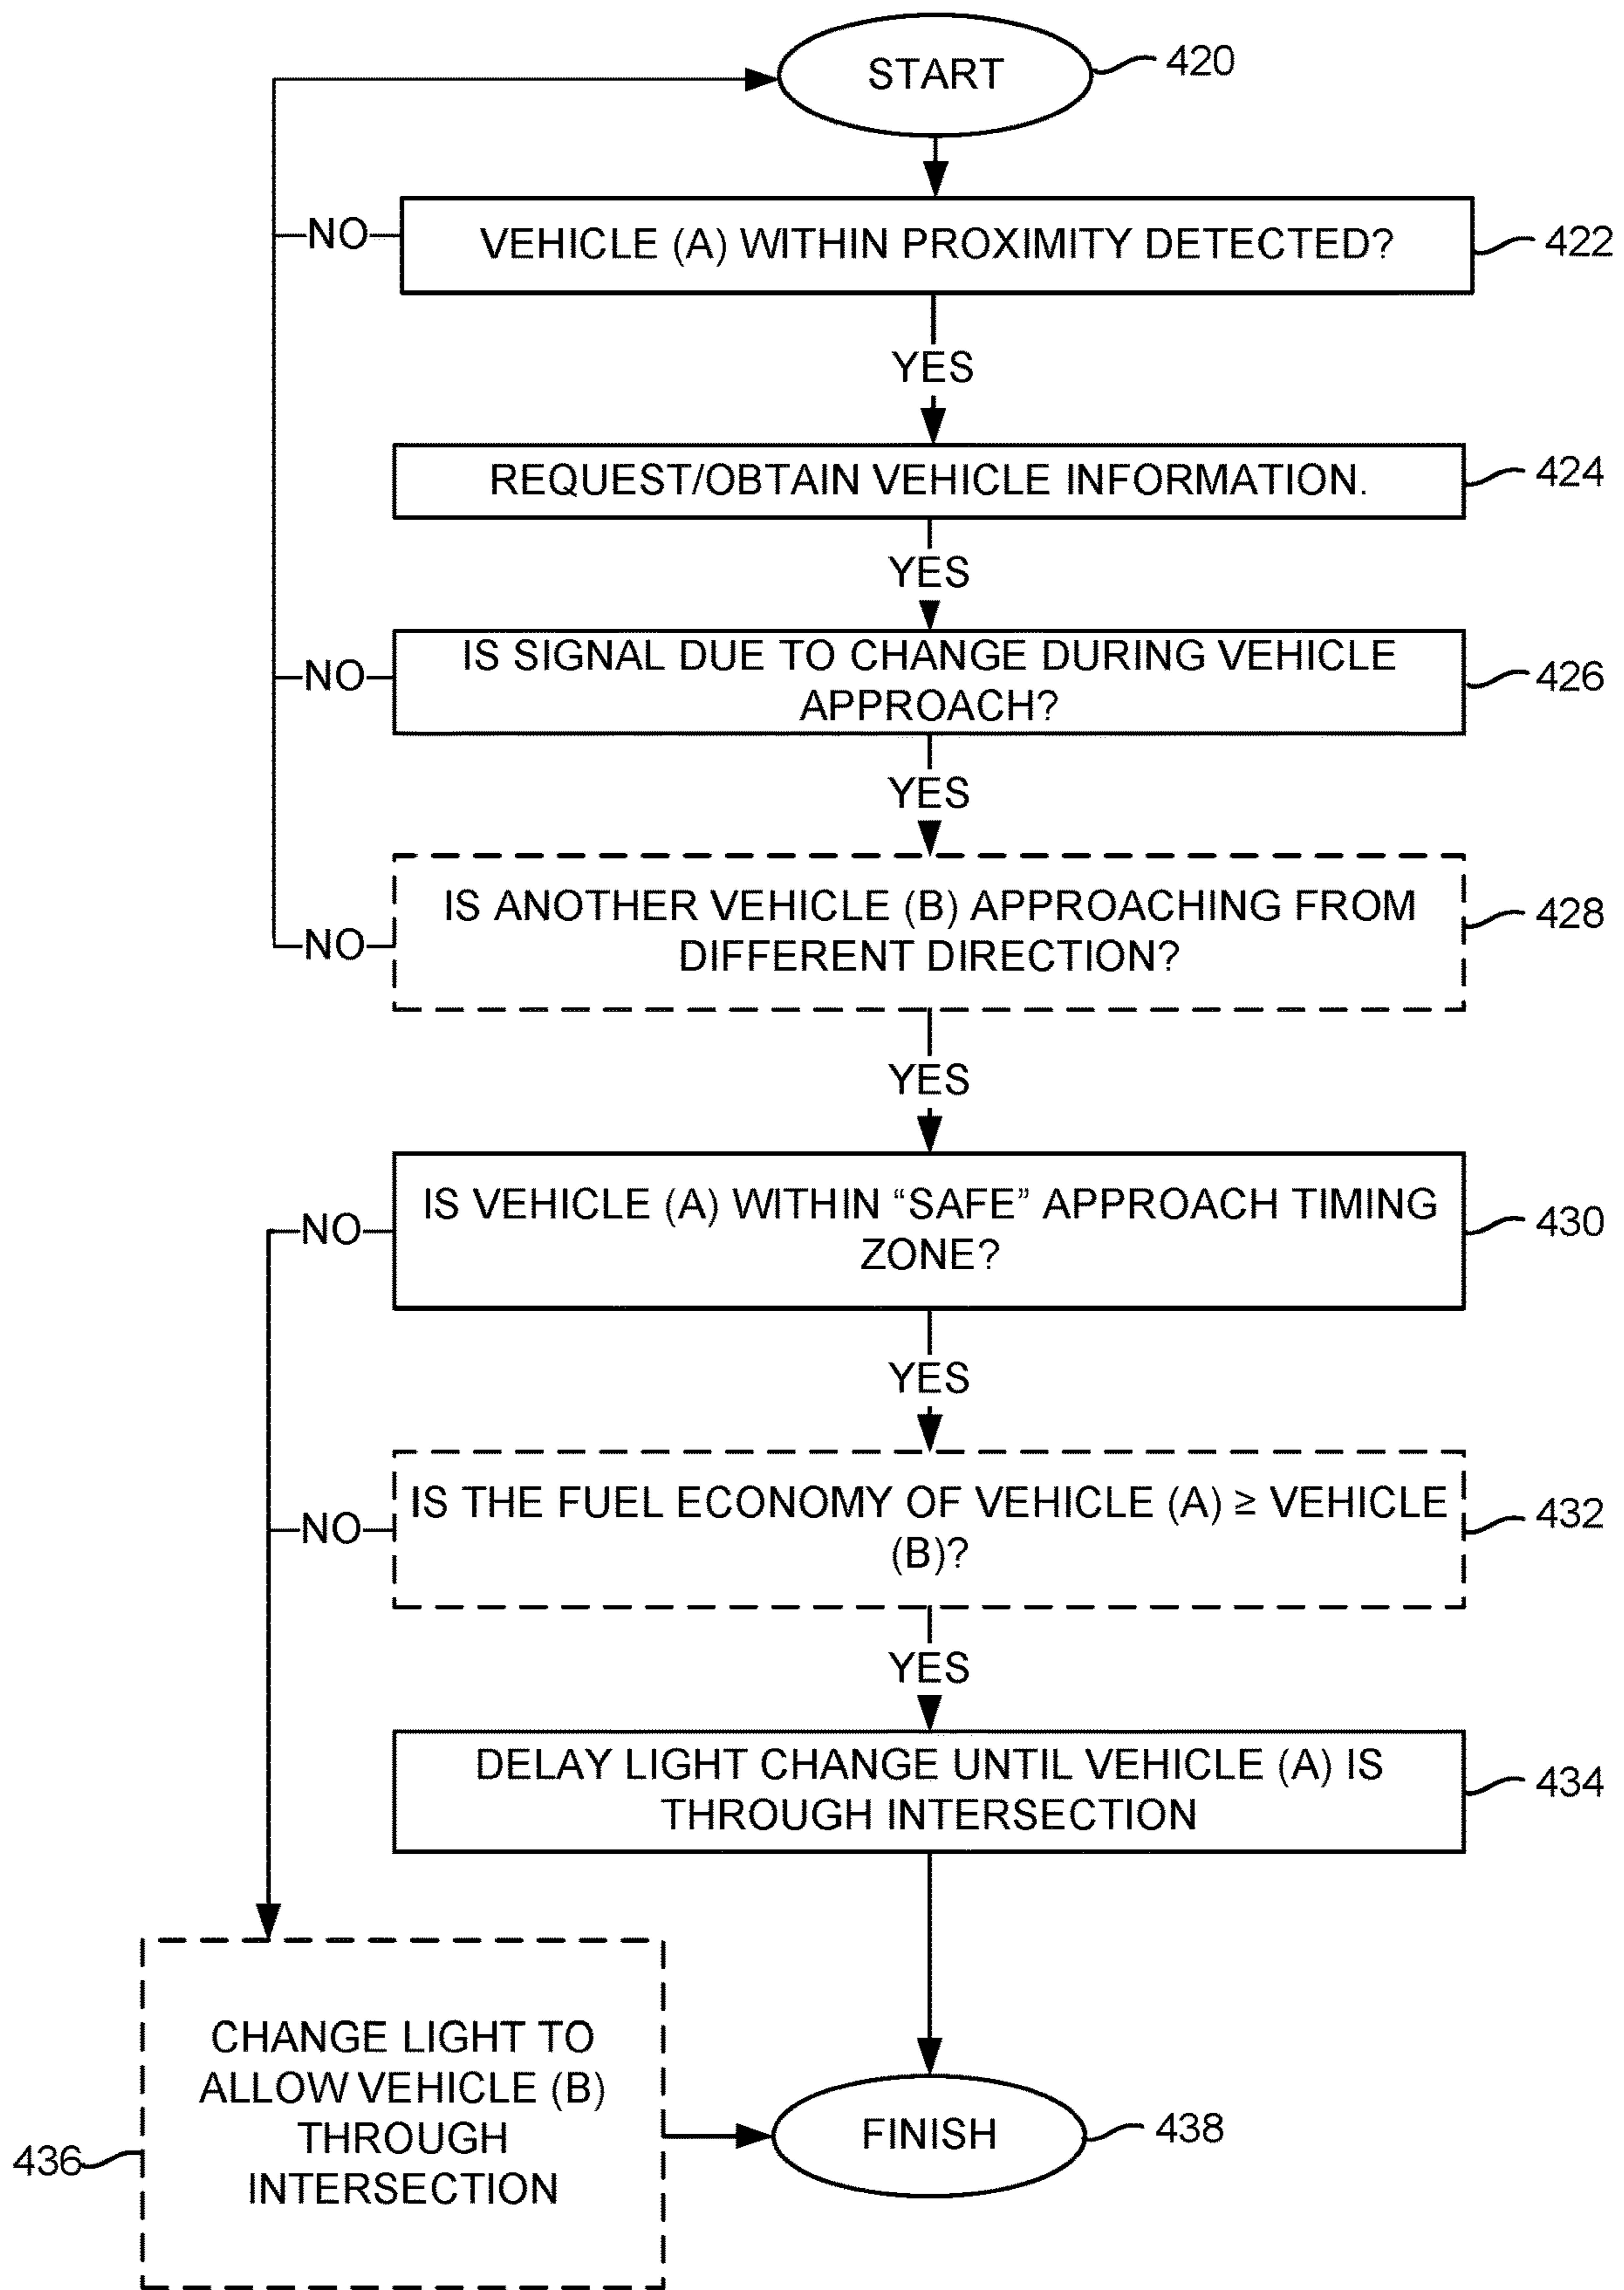 START
420
NO
VEHICLE (A) WITHIN PROXIMITY DETECTED?
422
YES
REQUEST/OBTAIN VEHICLE INFORMATION.
424
YES
NO
IS SIGNAL DUE TO CHANGE DURING VEHICLE
APPROACH?
426
YES
NO
IS ANOTHER VEHICLE (B) APPROACHING FROM
DIFFERENT DIRECTION?
428
YES
NO
IS VEHICLE (A) WITHIN “SAFE” APPROACH TIMING
ZONE?
430
YES
NO
IS THE FUEL ECONOMY OF VEHICLE (A) ≥ VEHICLE
(B)?
432
YES
DELAY LIGHT CHANGE UNTIL VEHICLE (A) IS
THROUGH INTERSECTION
434
CHANGE LIGHT TO
ALLOW VEHICLE (B)
THROUGH
INTERSECTION
436
FINISH
438